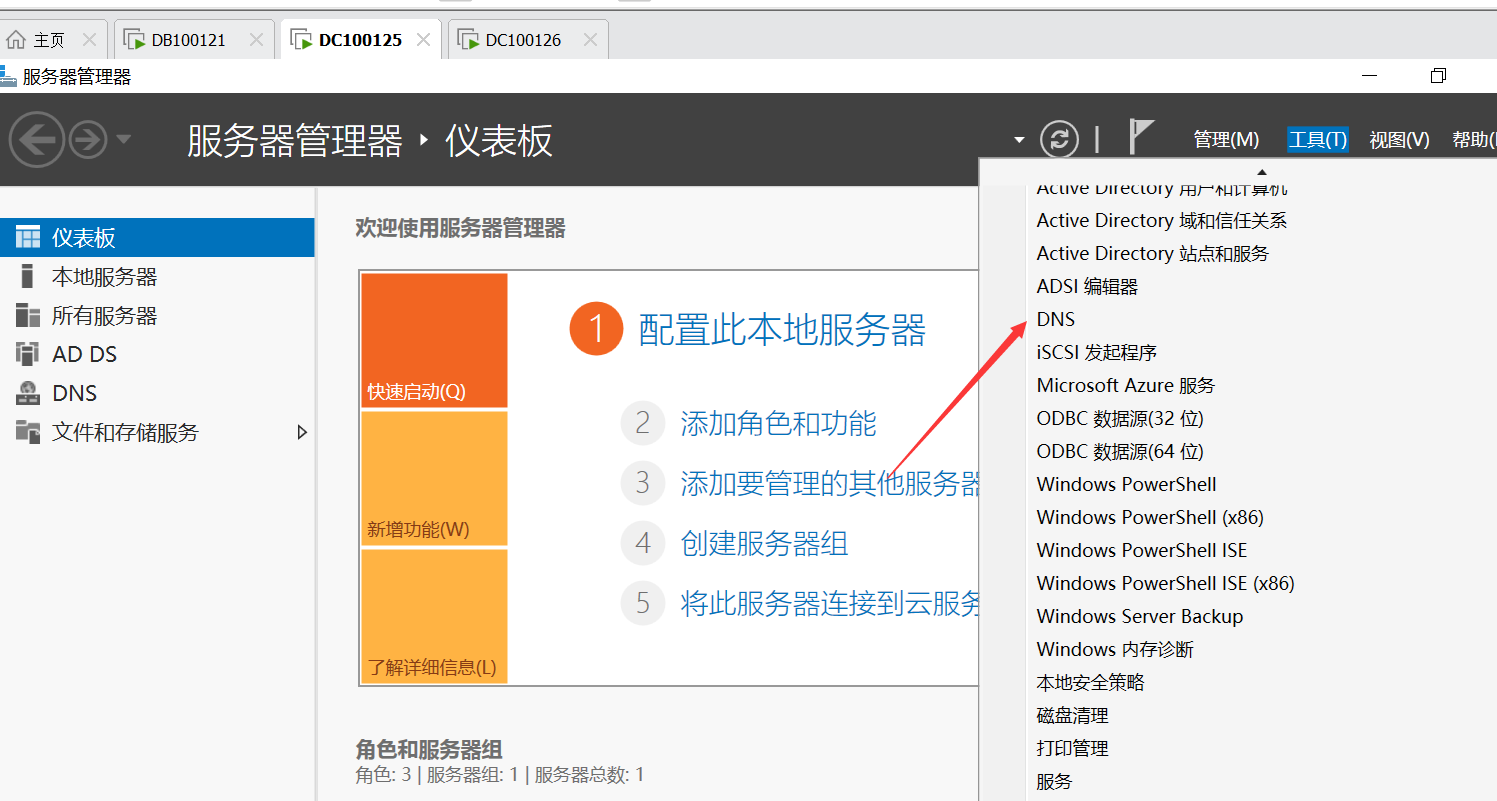 主页
DB100121
DC100125
DC100126
服务器管理器
服务器管理器 仪表板
管理(M) 工具(T) 视图(V) 帮助(
仪表板
本地服务器
所有服务器
AD DS
DNS
文件和存储服务
欢迎使用服务器管理器
快速启动(Q)
新增功能(W)
了解详细信息(L)
1 配置此本地服务器
2 添加角色和功能
3 添加要管理的其他服务器
4 创建服务器组
5 将此服务器连接到云服务
角色和服务器组
角色: 3 | 服务器组: 1 | 服务器总数: 1
Active Directory 用户和计算机
Active Directory 域和信任关系
Active Directory 站点和服务
ADSI 编辑器
DNS
iSCSI 发起程序
Microsoft Azure 服务
ODBC 数据源(32 位)
ODBC 数据源(64 位)
Windows PowerShell
Windows PowerShell (x86)
Windows PowerShell ISE
Windows PowerShell ISE (x86)
Windows Server Backup
Windows 内存诊断
本地安全策略
磁盘清理
打印管理
服务